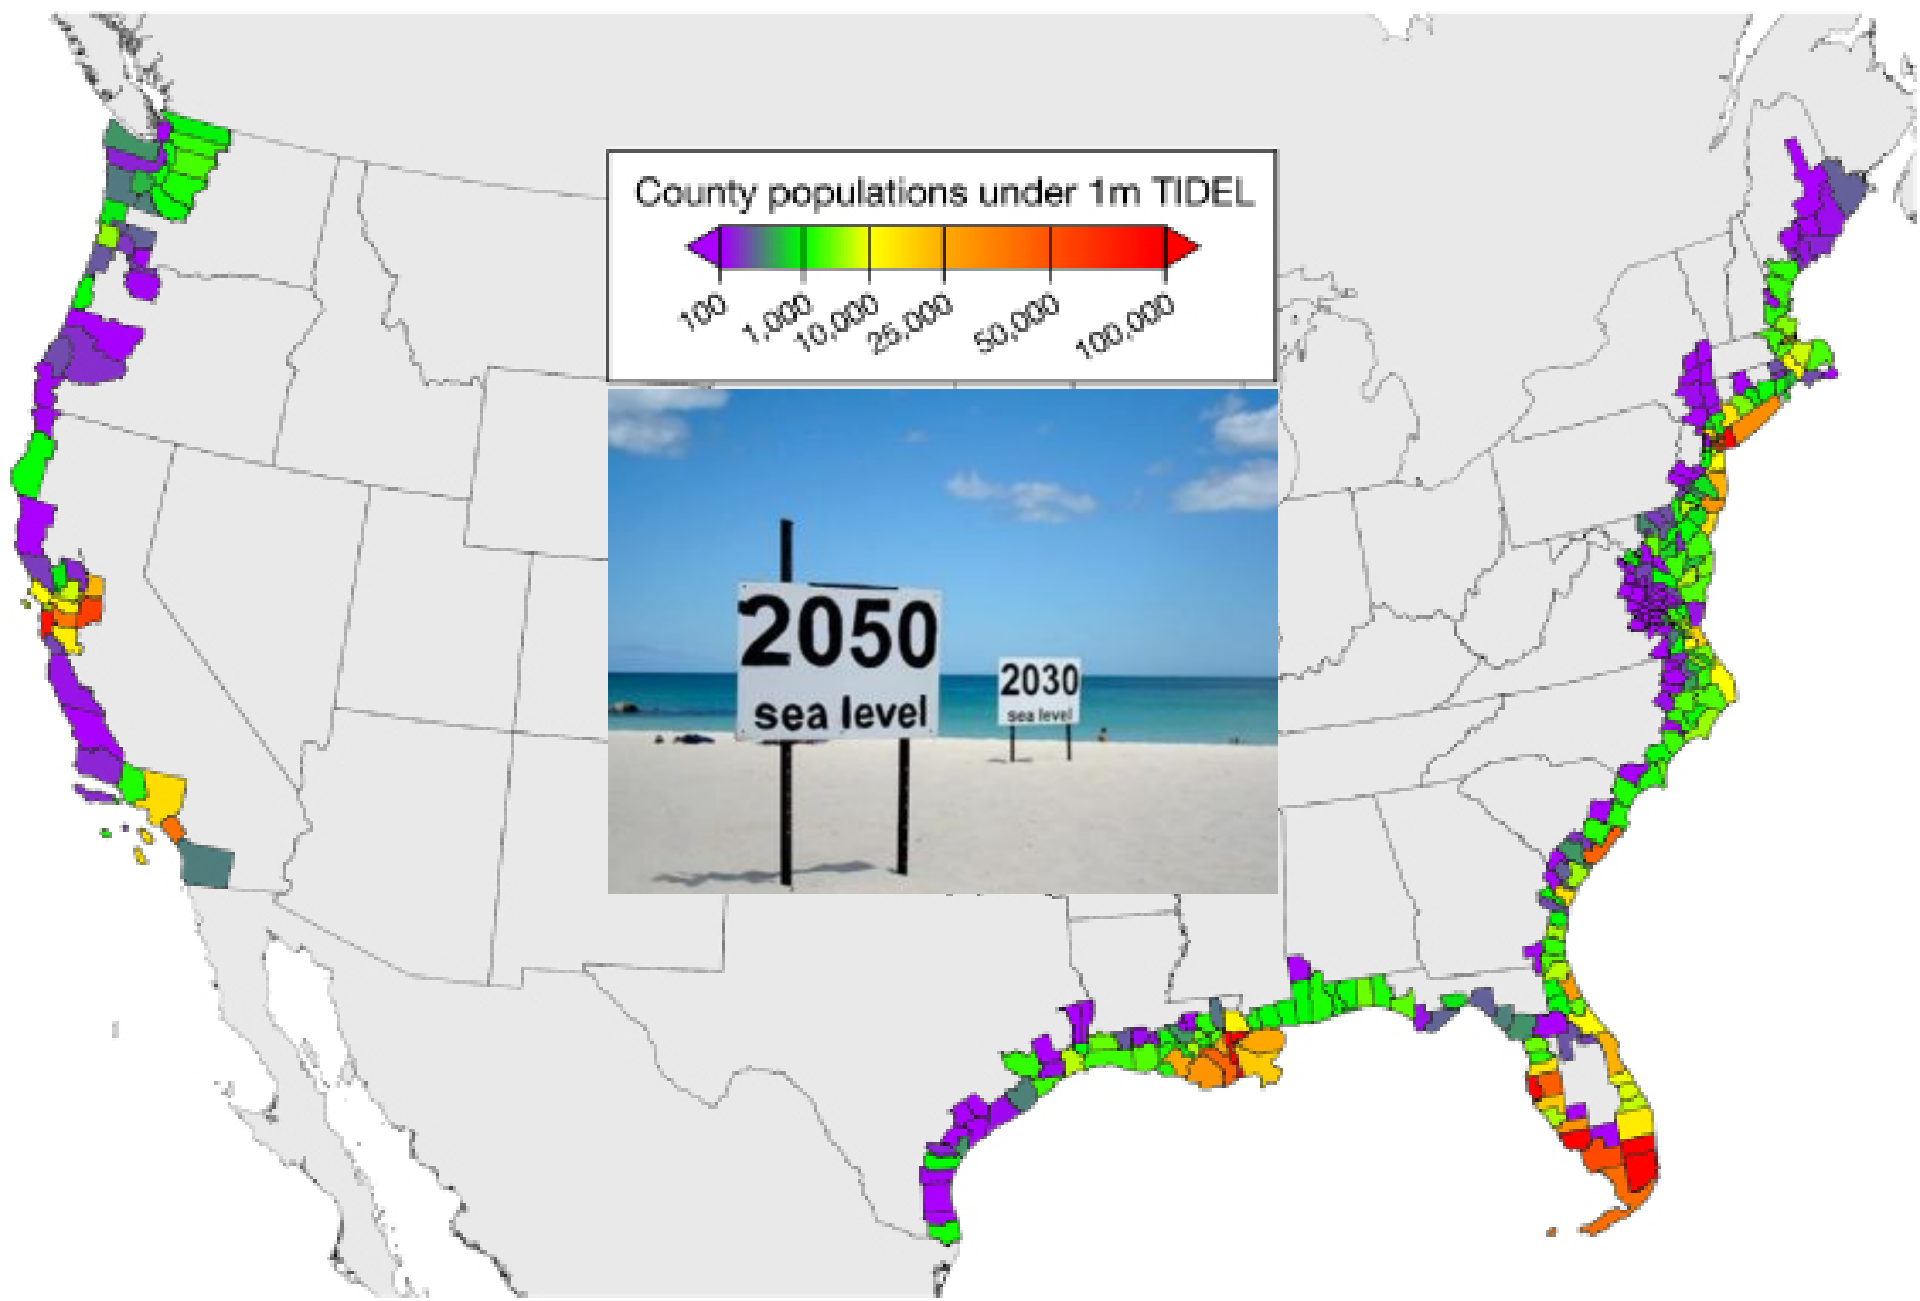 County populations under 1m TIDEL
100 1,000 10,000 25,000 50,000 100,000
2050
sea level
2030
sea level